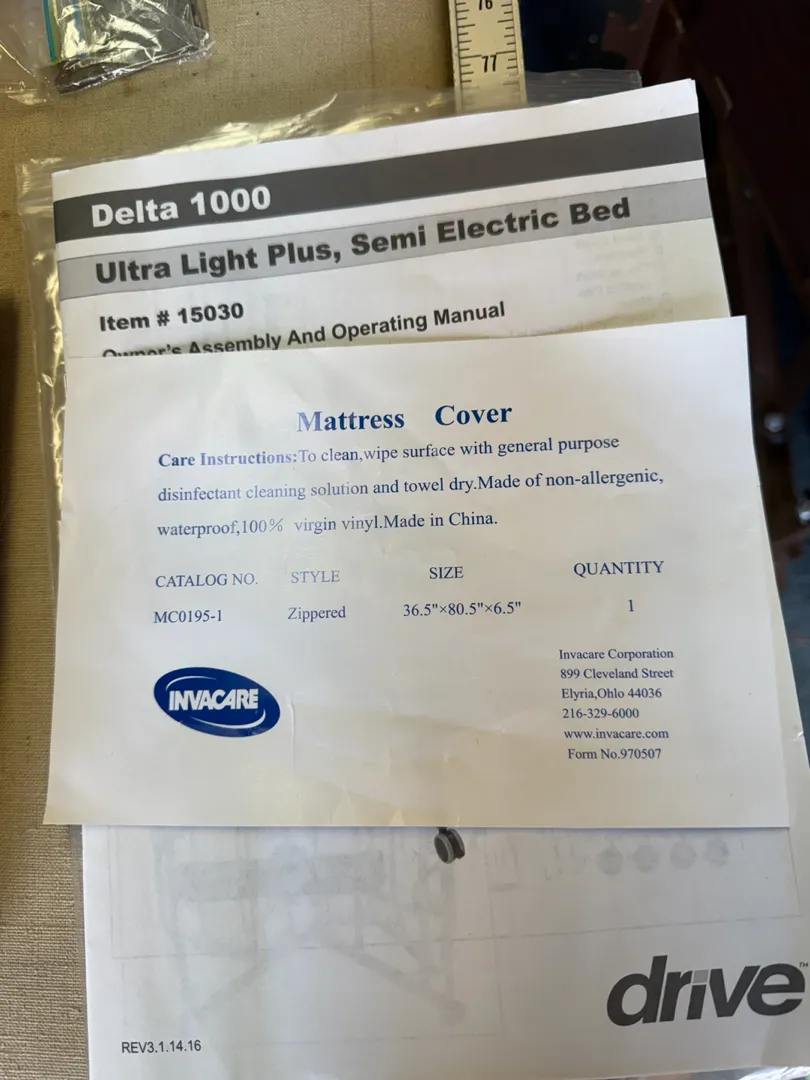 76
77
Delta 1000
Ultra Light Plus, Semi Electric Bed
Item # 15030
Owner's Assembly And Operating Manual
Mattress Cover
Care Instructions:To clean,wipe surface with general purpose
disinfectant cleaning solution and towel dry.Made of non-allergenic,
waterproof,100% virgin vinyl.Made in China.
CATALOG NO. STYLE SIZE QUANTITY
MC0195-1 Zippered 36.5"×80.5"×6.5" 1
Invacare Corporation
899 Cleveland Street
Elyria,Ohlo 44036
216-329-6000
www.invacare.com
Form No.970507
INVACARE
drive™
REV3.1.14.16